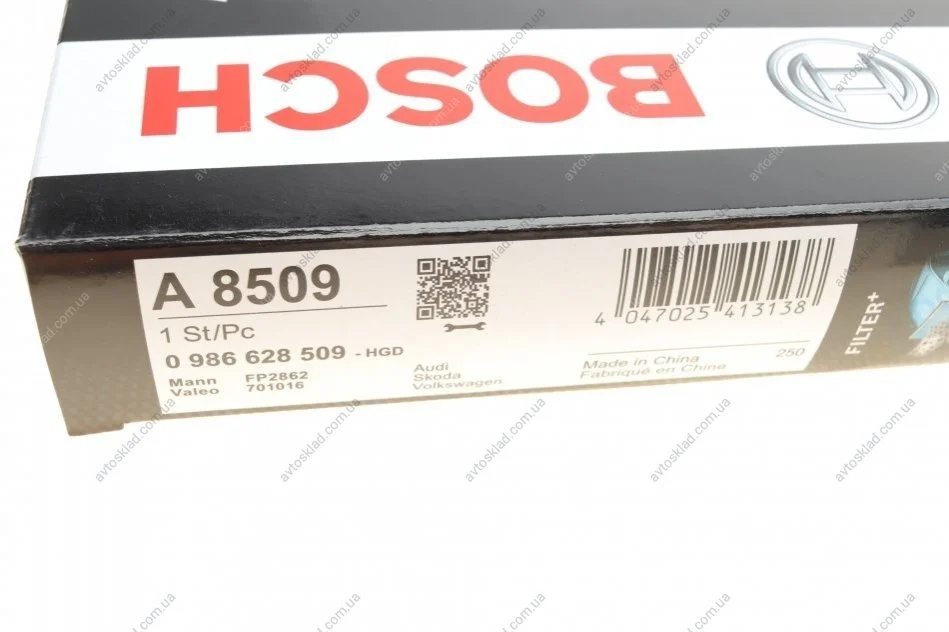 BOSCH
A 8509
1 St/Pc
0 986 628 509 - HGD
Mann FP2862
Valeo 701016
Audi
Skoda
Volkswagen
4 047025 413138
Made in China 250
Fabriqué en Chine
FILTER+
avtosklad.com.ua